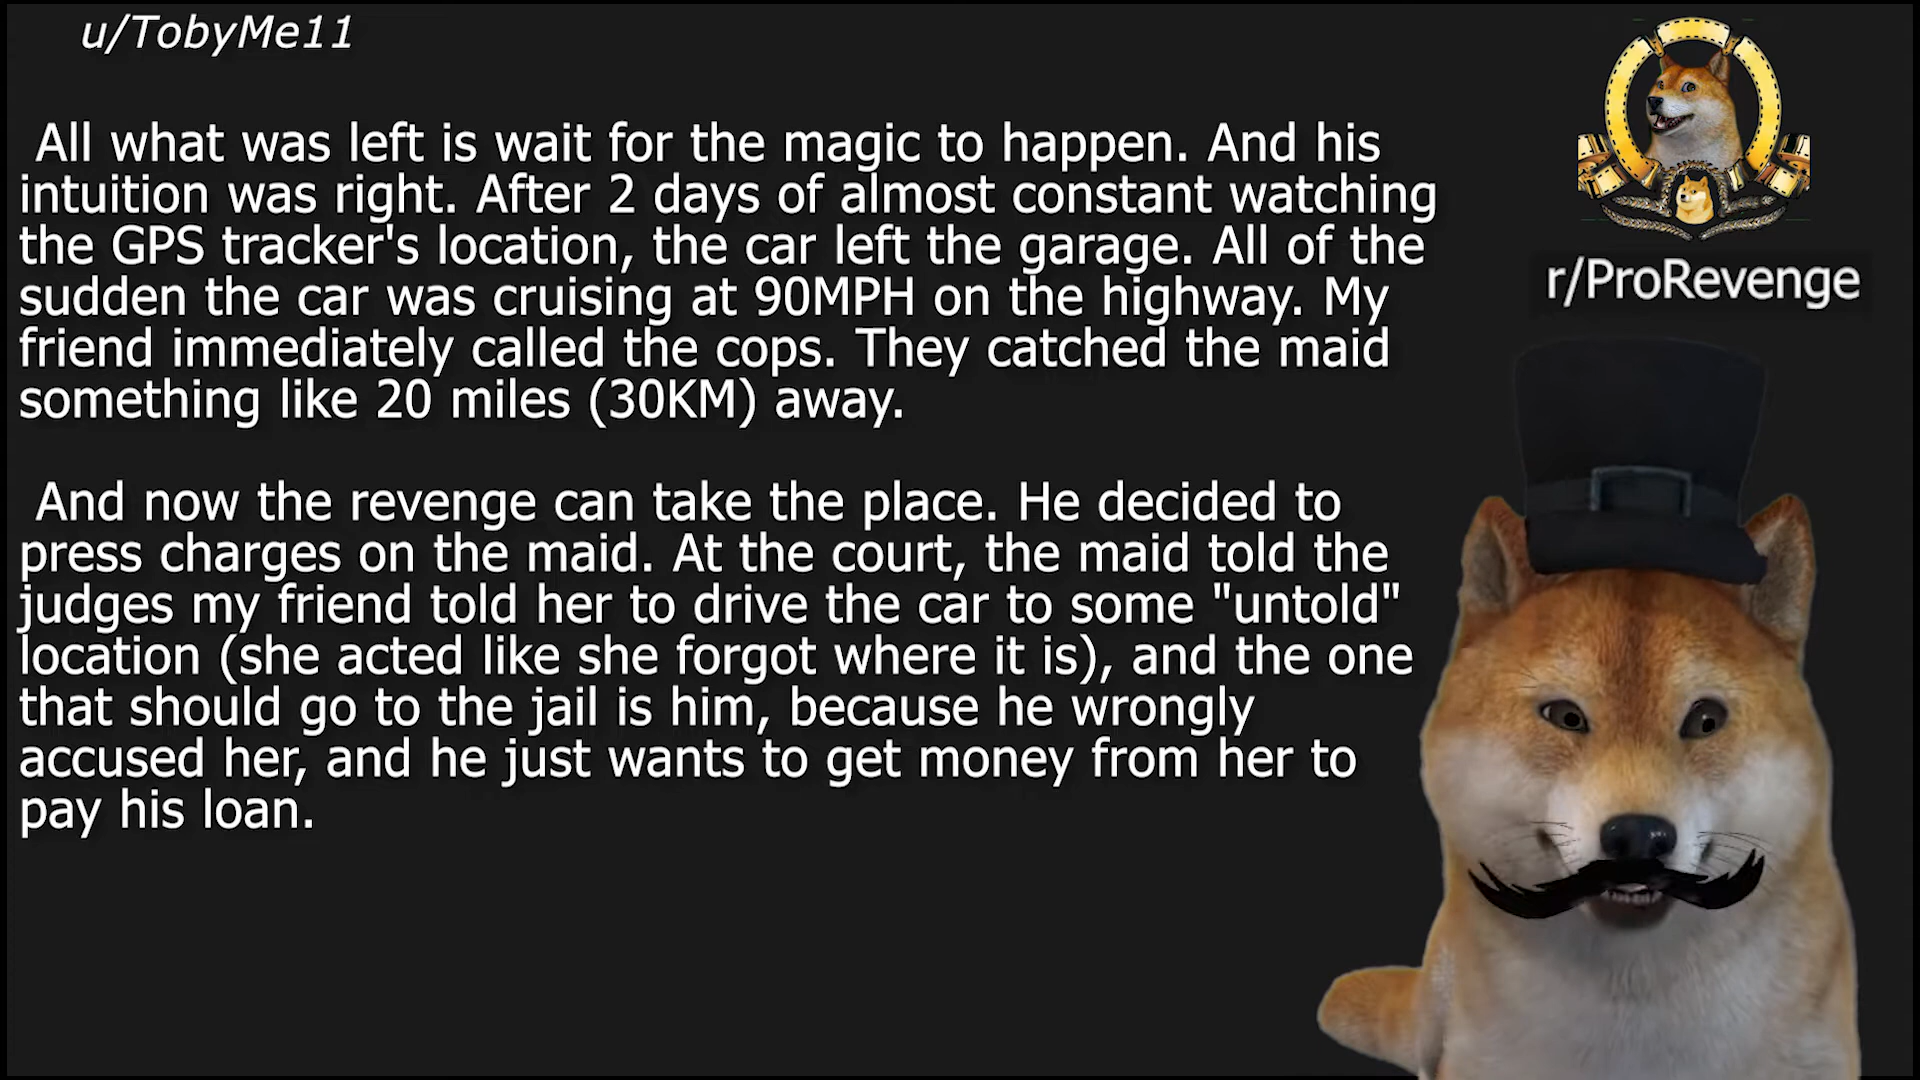 u/TobyMe11
All what was left is wait for the magic to happen. And his
intuition was right. After 2 days of almost constant watching
the GPS tracker's location, the car left the garage. All of the
sudden the car was cruising at 90MPH on the highway. My
friend immediately called the cops. They catched the maid
something like 20 miles (30KM) away.
And now the revenge can take the place. He decided to
press charges on the maid. At the court, the maid told the
judges my friend told her to drive the car to some "untold"
location (she acted like she forgot where it is), and the one
that should go to the jail is him, because he wrongly
accused her, and he just wants to get money from her to
pay his loan.
r/ProRevenge